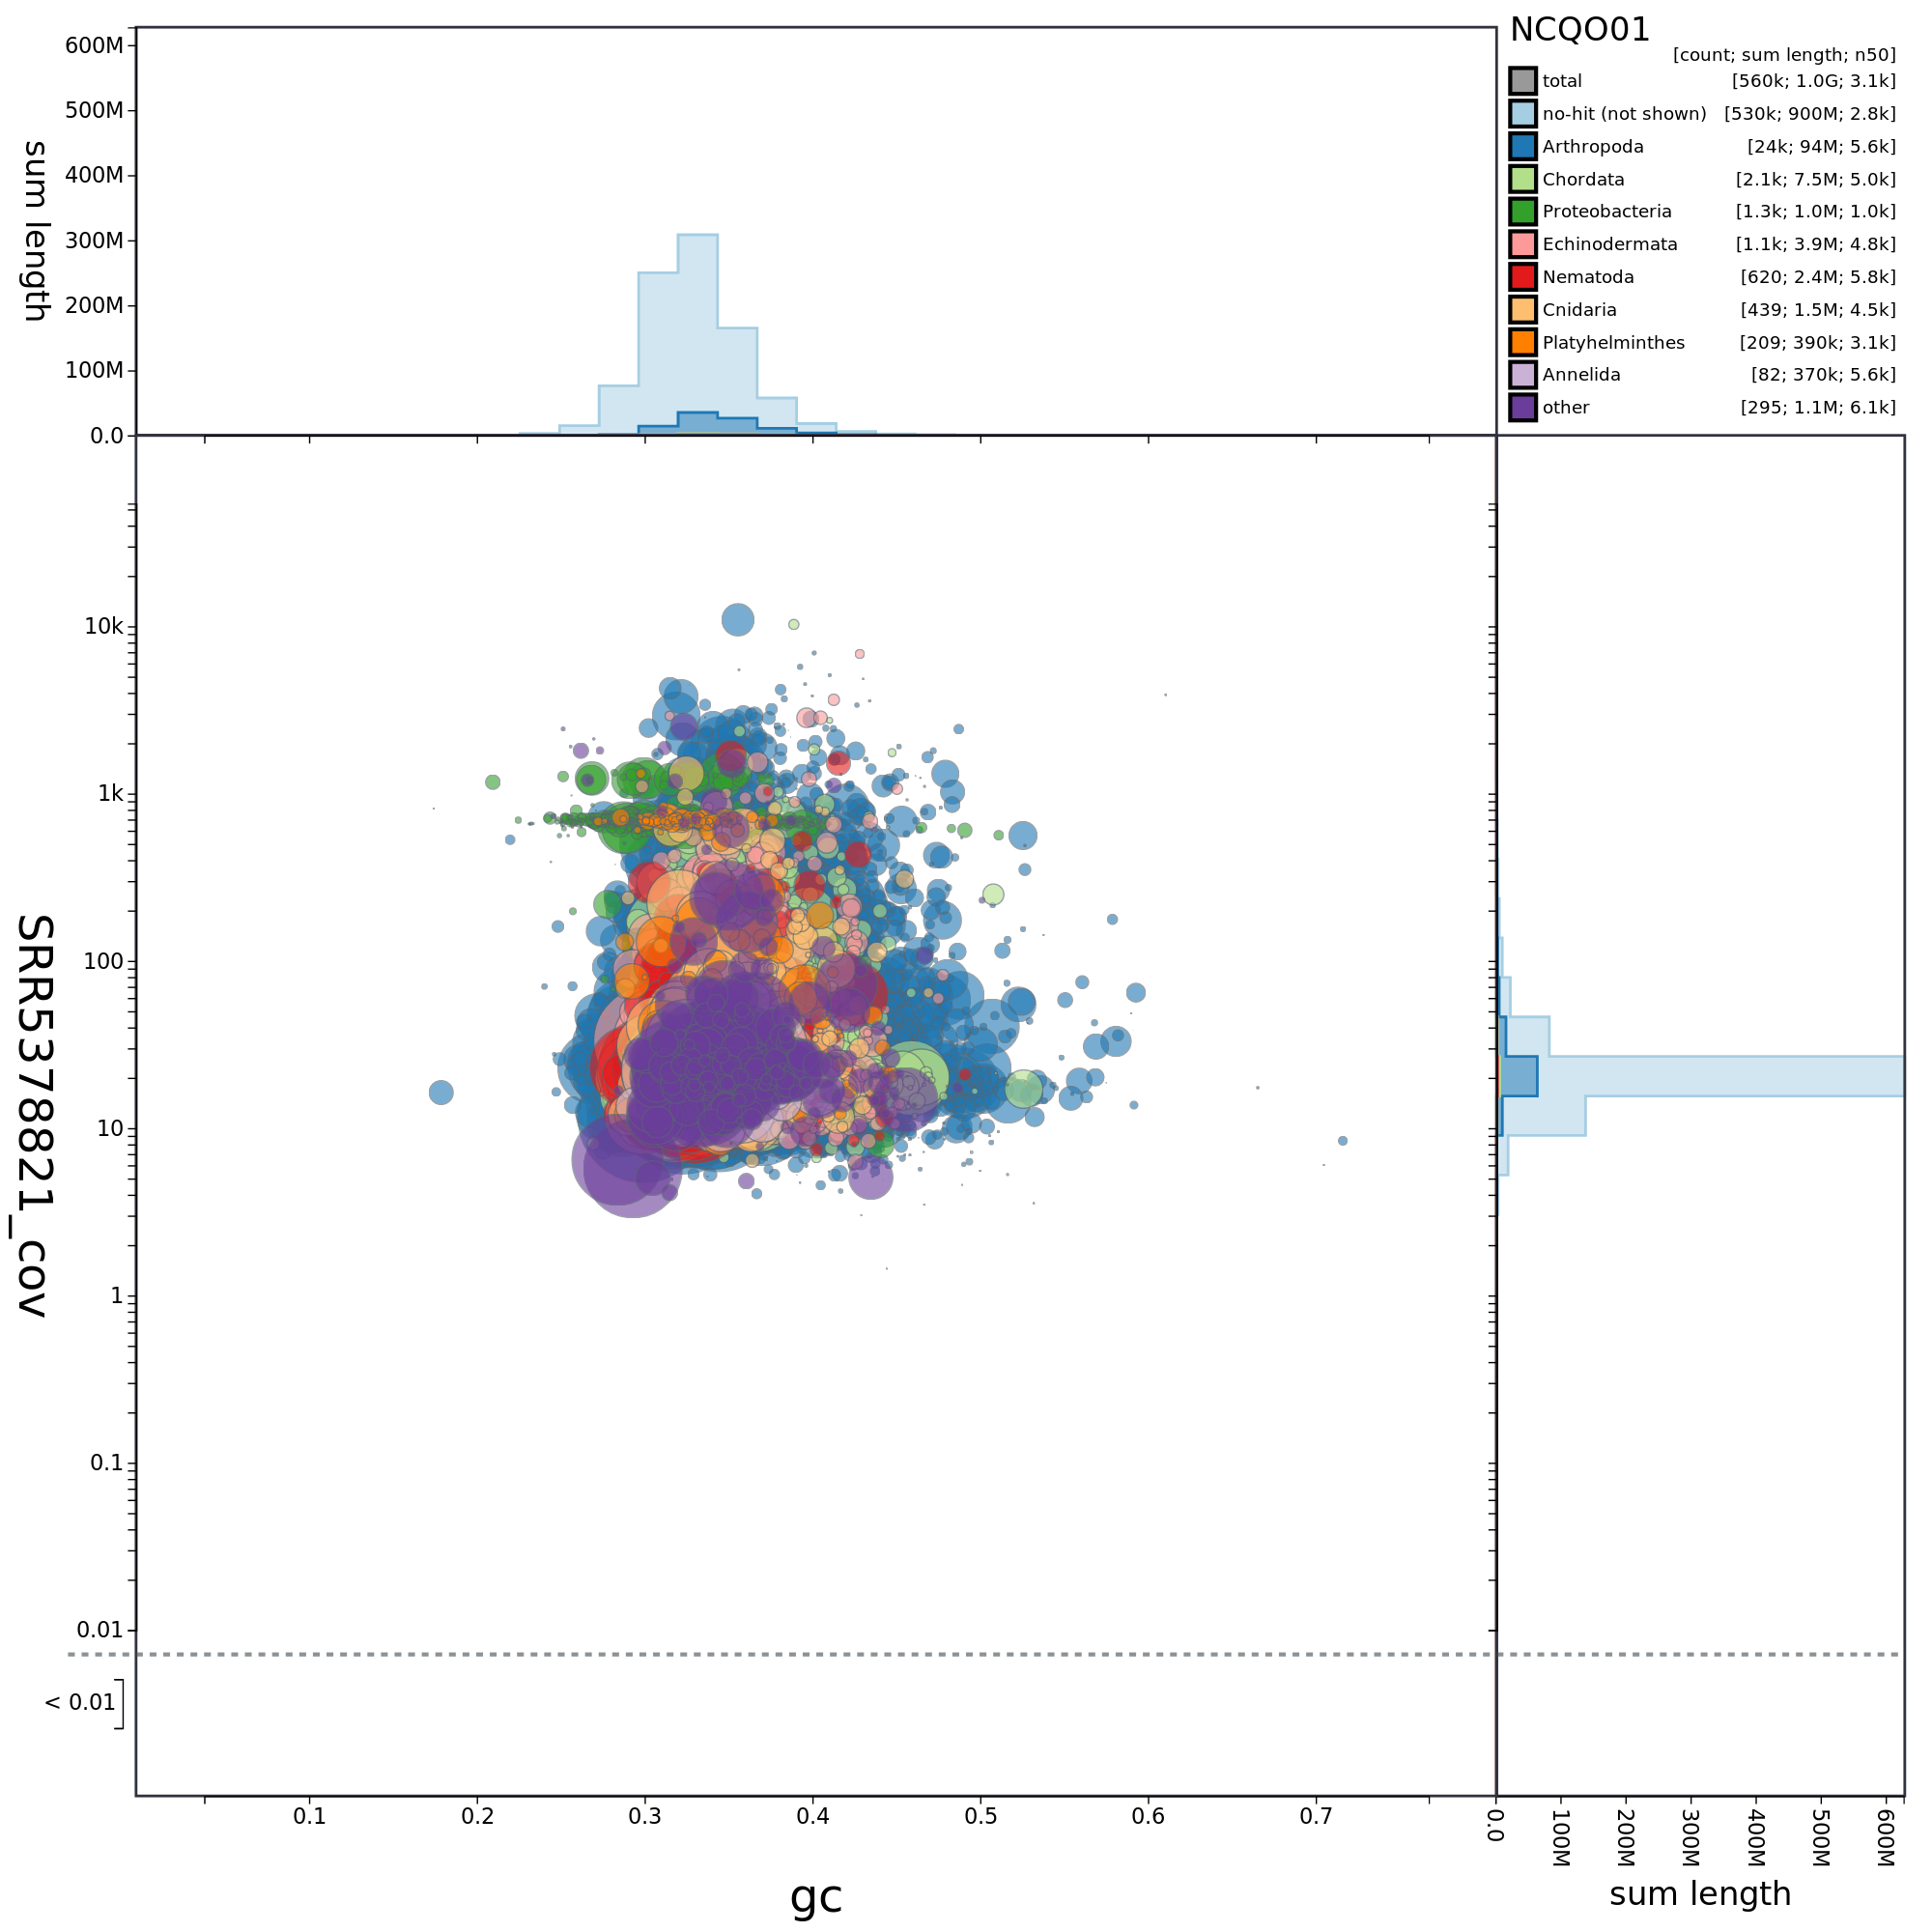 NCQO01
[count; sum length; n50]
total [560k; 1.0G; 3.1k]
no-hit (not shown) [530k; 900M; 2.8k]
Arthropoda [24k; 94M; 5.6k]
Chordata [2.1k; 7.5M; 5.0k]
Proteobacteria [1.3k; 1.0M; 1.0k]
Echinodermata [1.1k; 3.9M; 4.8k]
Nematoda [620; 2.4M; 5.8k]
Cnidaria [439; 1.5M; 4.5k]
Platyhelminthes [209; 390k; 3.1k]
Annelida [82; 370k; 5.6k]
other [295; 1.1M; 6.1k]
sum length
600M
500M
400M
300M
200M
100M
0.0
SRR5378821_cov
10k
1k
100
10
1
0.1
0.01
< 0.01
0.1 0.2 0.3 0.4 0.5 0.6 0.7
gc
0.0 100M 200M 300M 400M 500M 600M
sum length